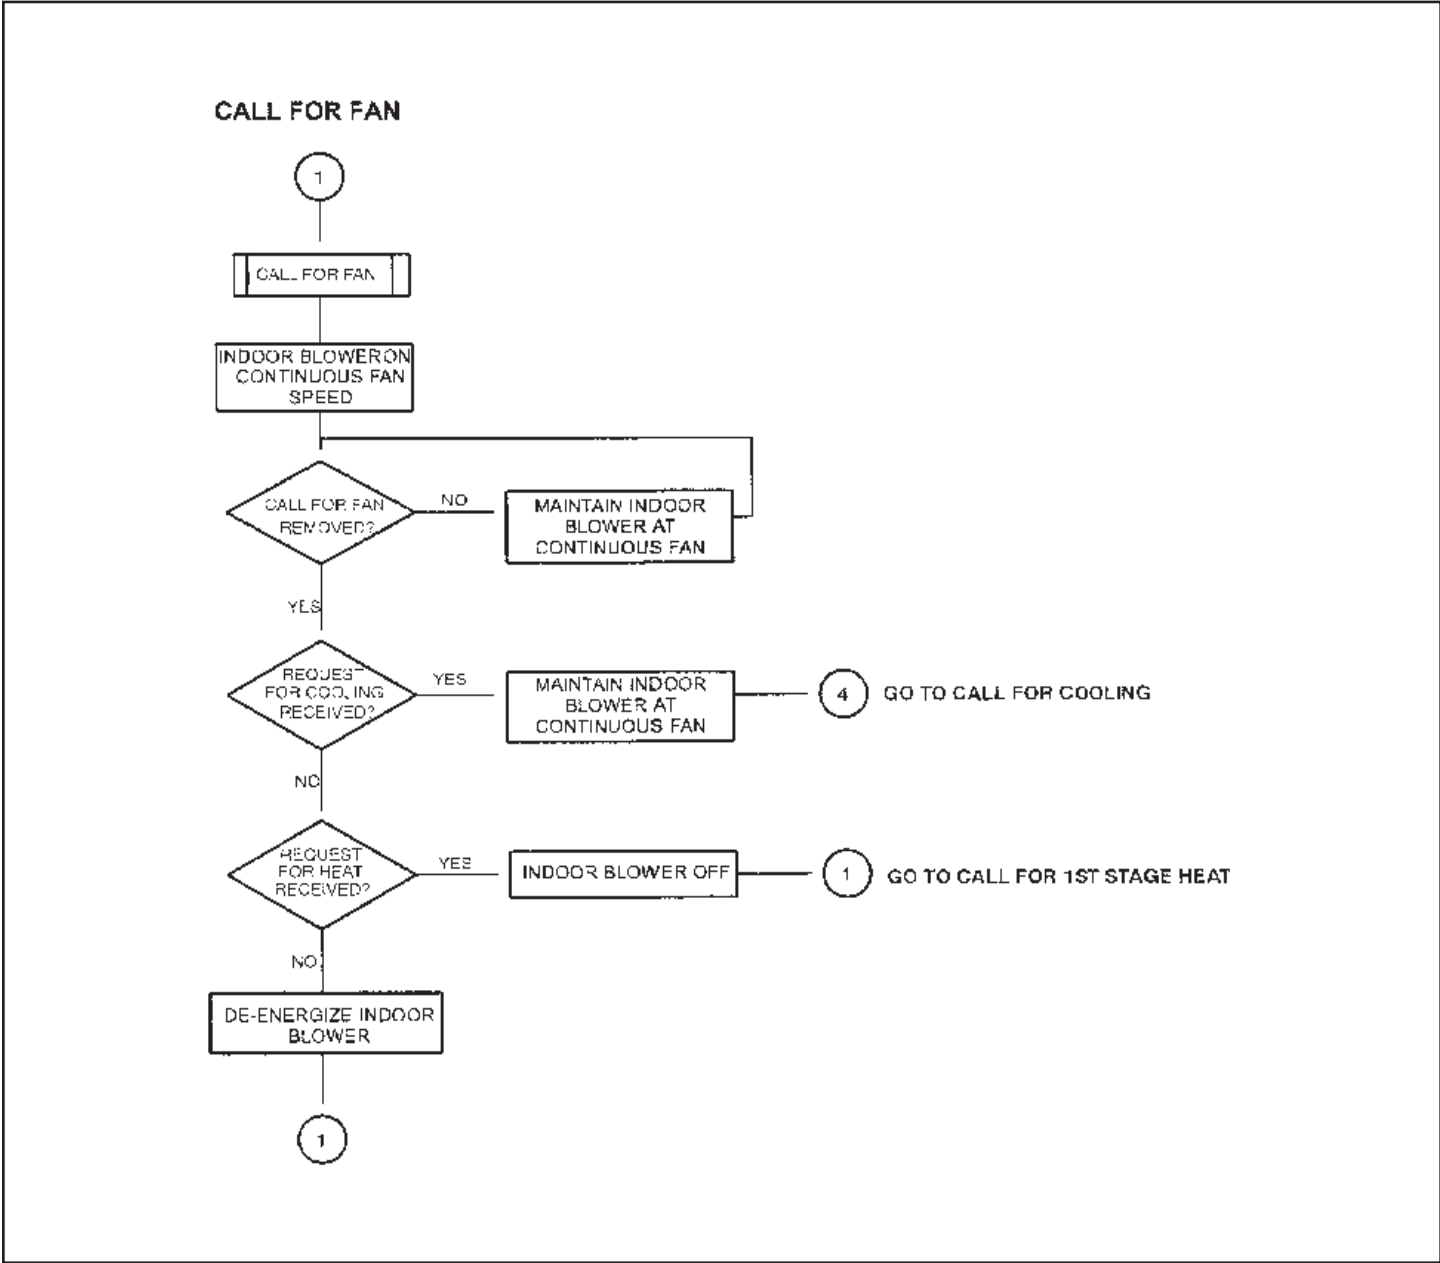 CALL FOR FAN
1
CALL FOR FAN
INDOOR BLOWERON
CONTINUOUS FAN
SPEED
CALL FOR FAN
REMOVED?
NO
MAINTAIN INDOOR
BLOWER AT
CONTINUOUS FAN
YES
REQUEST
FOR COOLING
RECEIVED?
YES
MAINTAIN INDOOR
BLOWER AT
CONTINUOUS FAN
4
GO TO CALL FOR COOLING
NO
REQUEST
FOR HEAT
RECEIVED?
YES
INDOOR BLOWER OFF
1
GO TO CALL FOR 1ST STAGE HEAT
NO
DE-ENERGIZE INDOOR
BLOWER
1